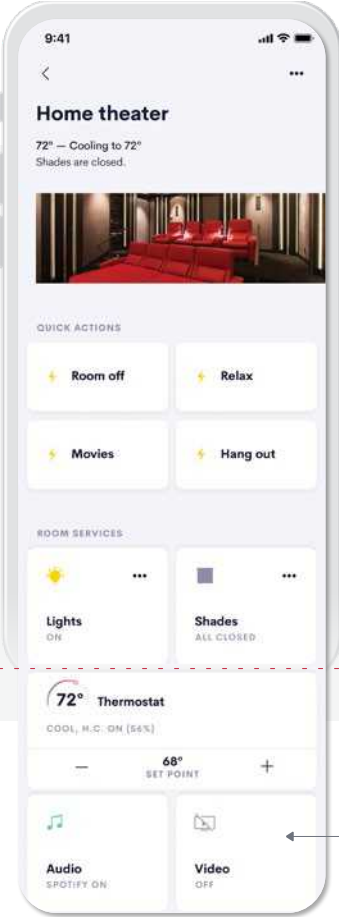 9:41
Home theater
72° — Cooling to 72°
Shades are closed.
QUICK ACTIONS
Room off
Relax
Movies
Hang out
ROOM SERVICES
Lights
ON
Shades
ALL CLOSED
72° Thermostat
COOL, H.C. ON (56%)
68°
SET POINT
Audio
SPOTIFY ON
Video
OFF